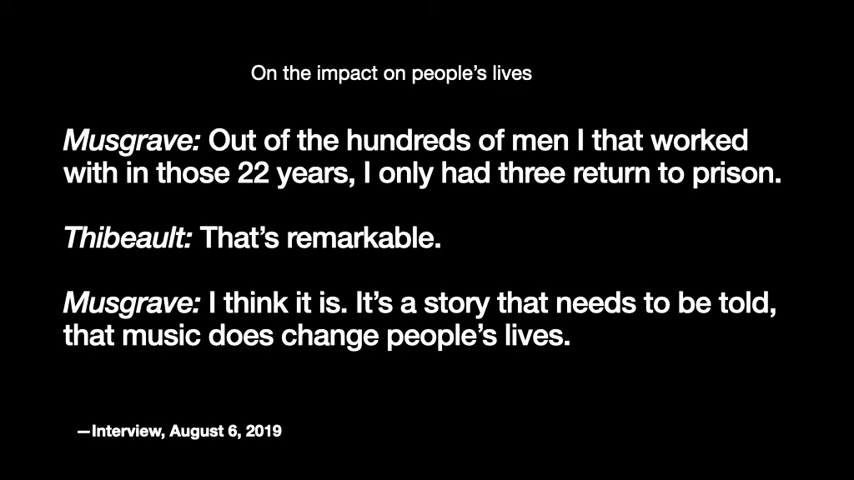 On the impact on people’s lives
Musgrave: Out of the hundreds of men I that worked
with in those 22 years, I only had three return to prison.
Thibeault: That’s remarkable.
Musgrave: I think it is. It’s a story that needs to be told,
that music does change people’s lives.
—Interview, August 6, 2019